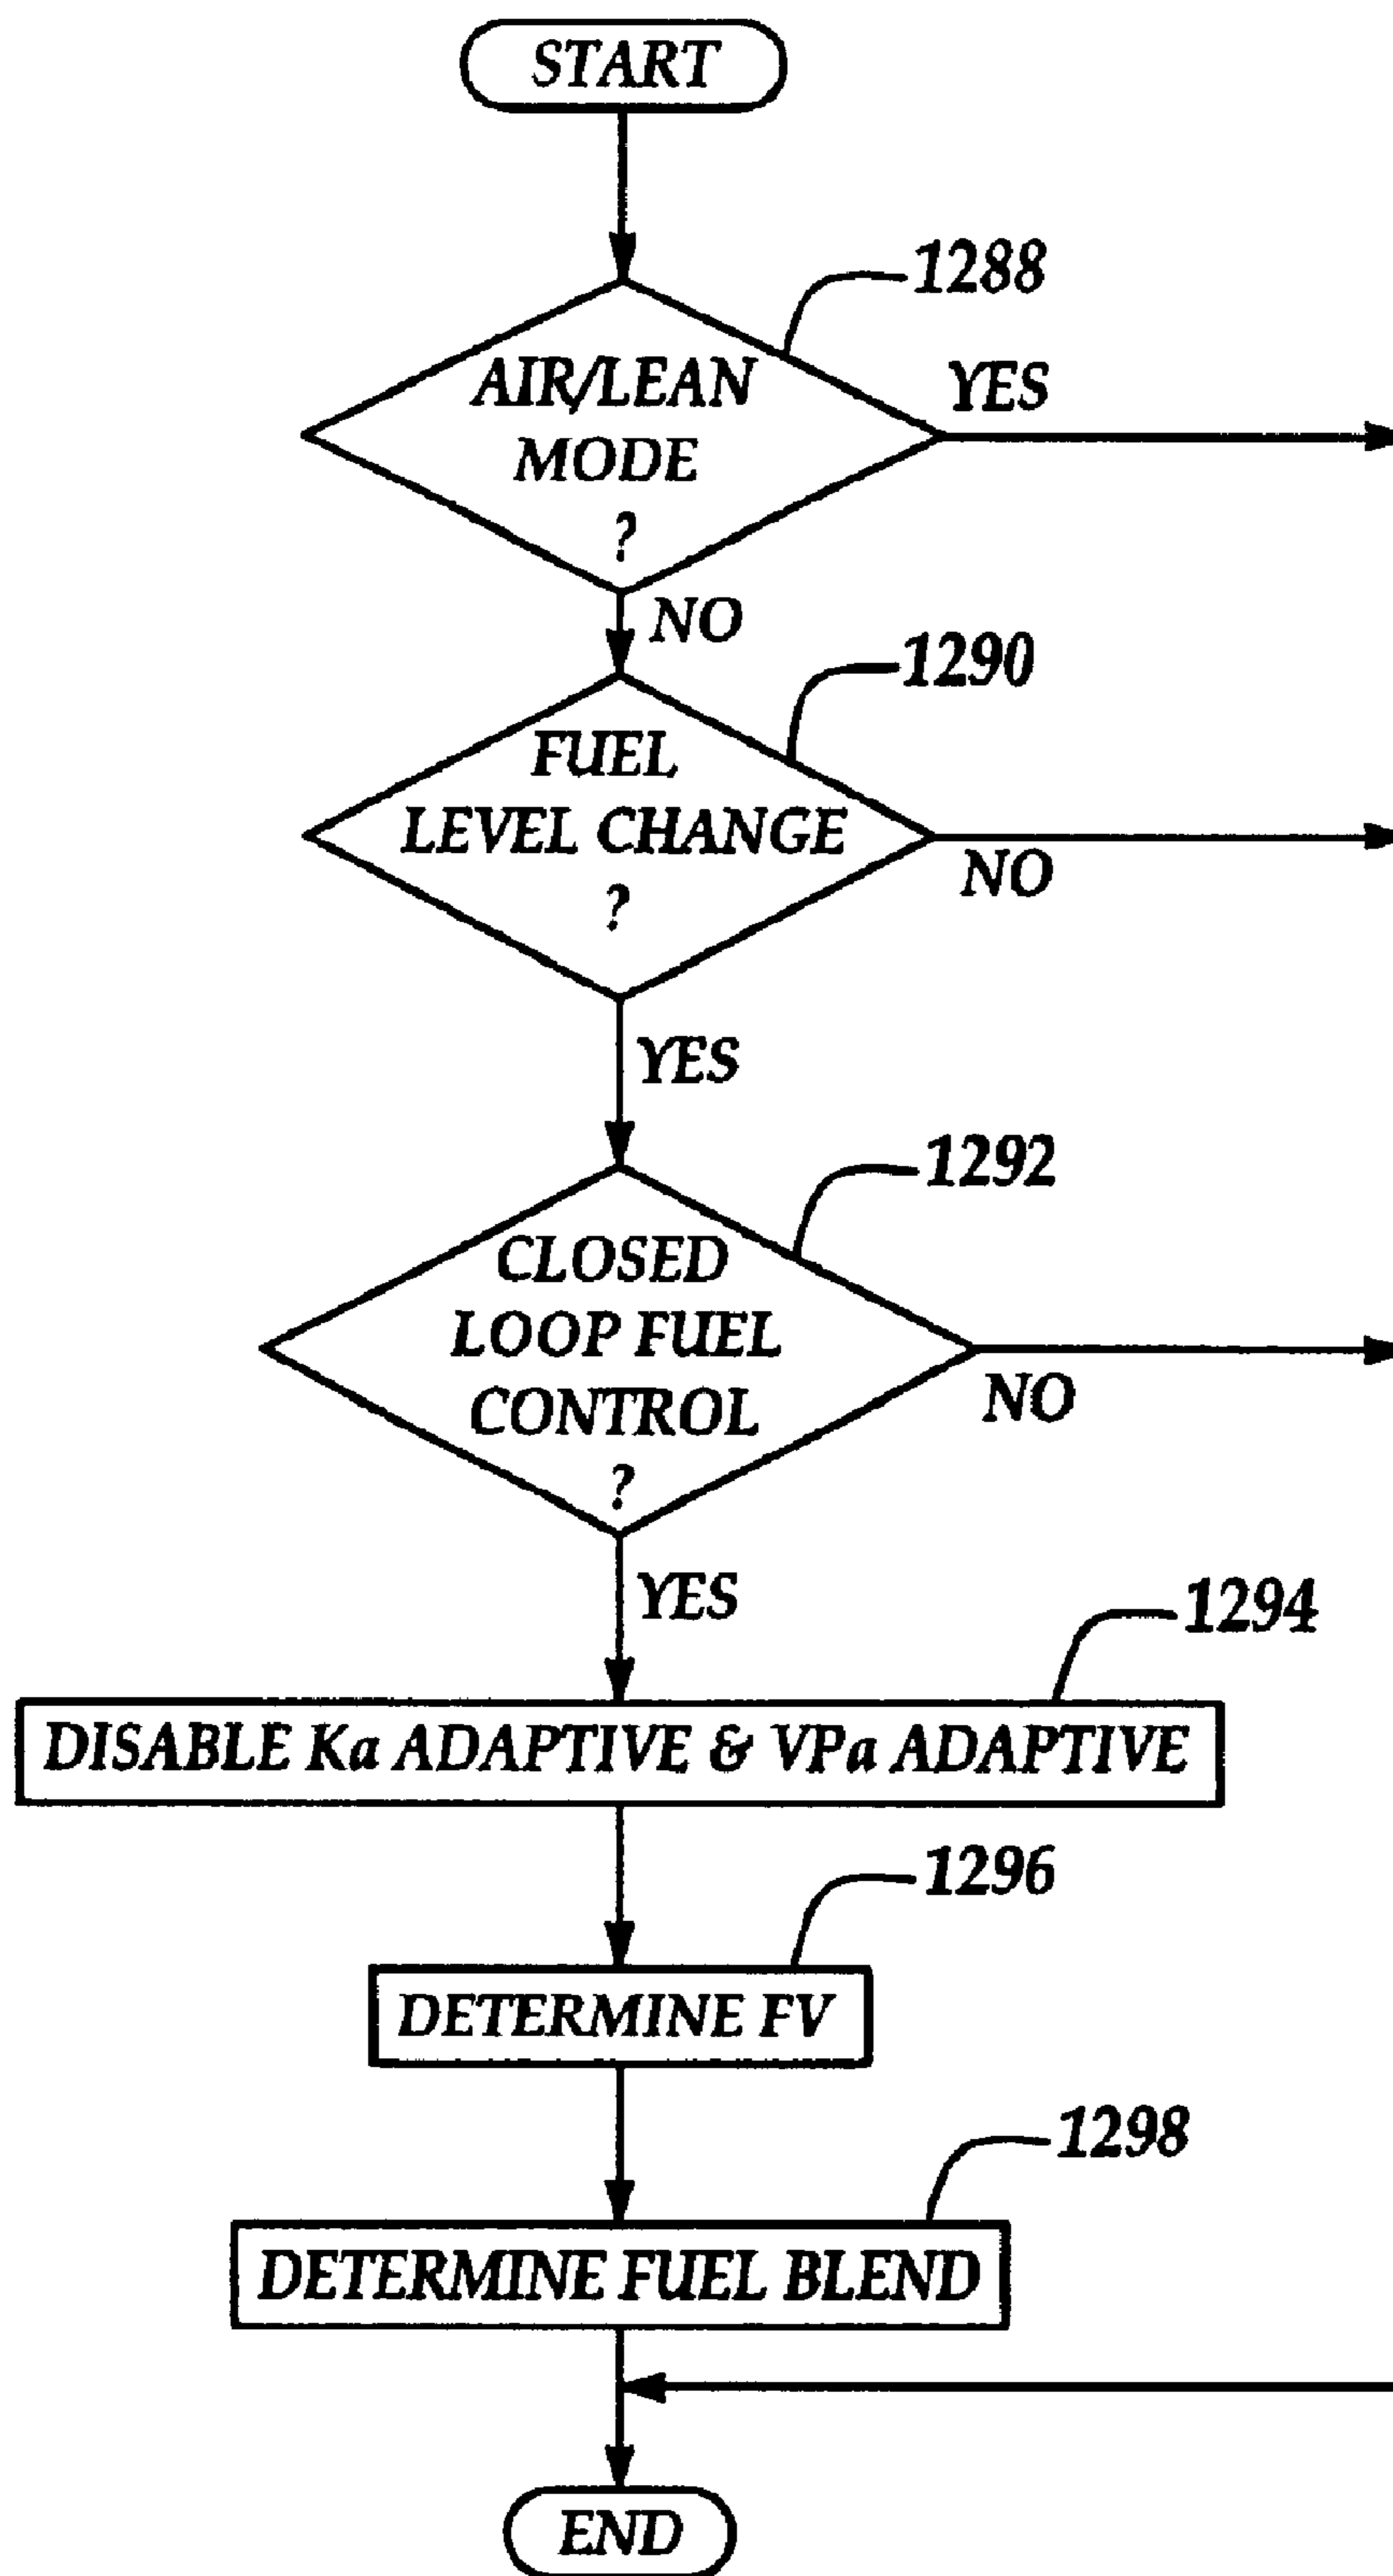 START
1288
AIR/LEAN
MODE
?
YES
NO
1290
FUEL
LEVEL CHANGE
?
NO
YES
1292
CLOSED
LOOP FUEL
CONTROL
?
NO
YES
1294
DISABLE Ka ADAPTIVE & VPa ADAPTIVE
1296
DETERMINE FV
1298
DETERMINE FUEL BLEND
END